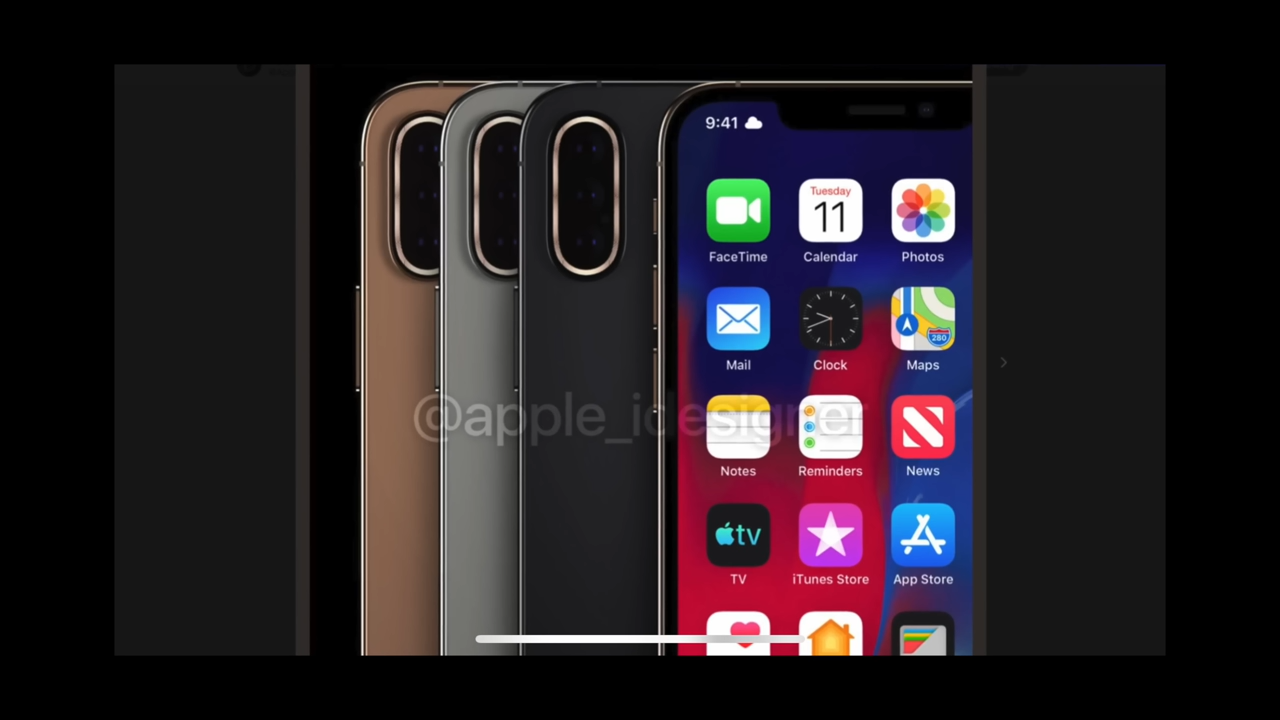 9:41
FaceTime
Tuesday
11
Calendar
Photos
Mail
Clock
280
Maps
@apple_idesigner
Notes
Reminders
News
tv
TV
iTunes Store
App Store